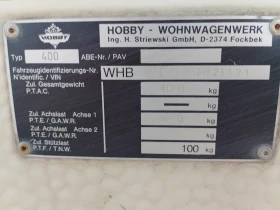 HOBBY
HOBBY - WOHNWAGENWERK
Ing. H. Striewski GmbH, D-2374 Fockbek
Typ 400 ABE-Nr. / PAV
Fahrzeugidentifizierungs-Nr.
N'identific. / VIN WHB
Zul. Gesamtgewicht
P.T.A.C. kg
kg
Zul. Achslast Achse 1
P.T.E. / G.A.W.R. kg
Zul. Achslast Achse 2
P.T.E. / G.A.W.R. kg
Zul. Stützlast
P.T.F. / T.N.W. 100 kg